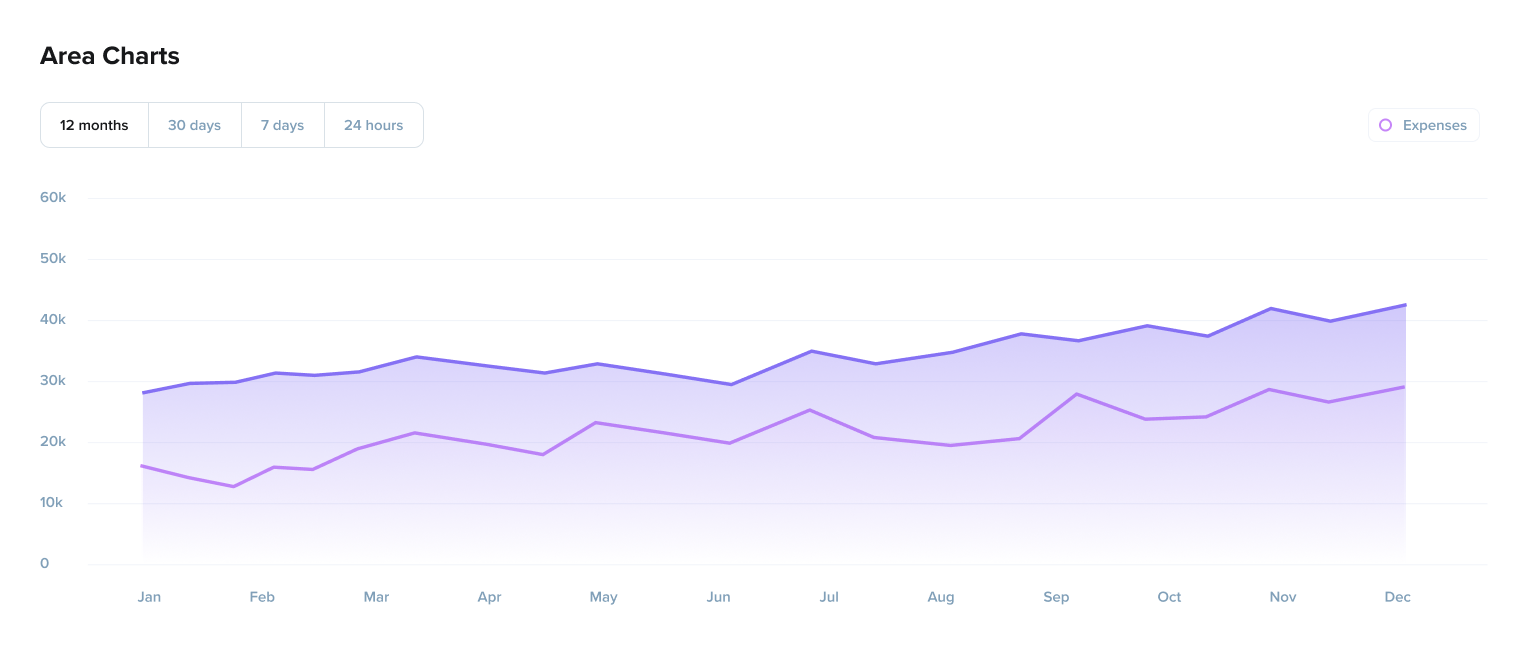 Area Charts
12 months 30 days 7 days 24 hours
Expenses
60k
50k
40k
30k
20k
10k
0
Jan Feb Mar Apr May Jun Jul Aug Sep Oct Nov Dec